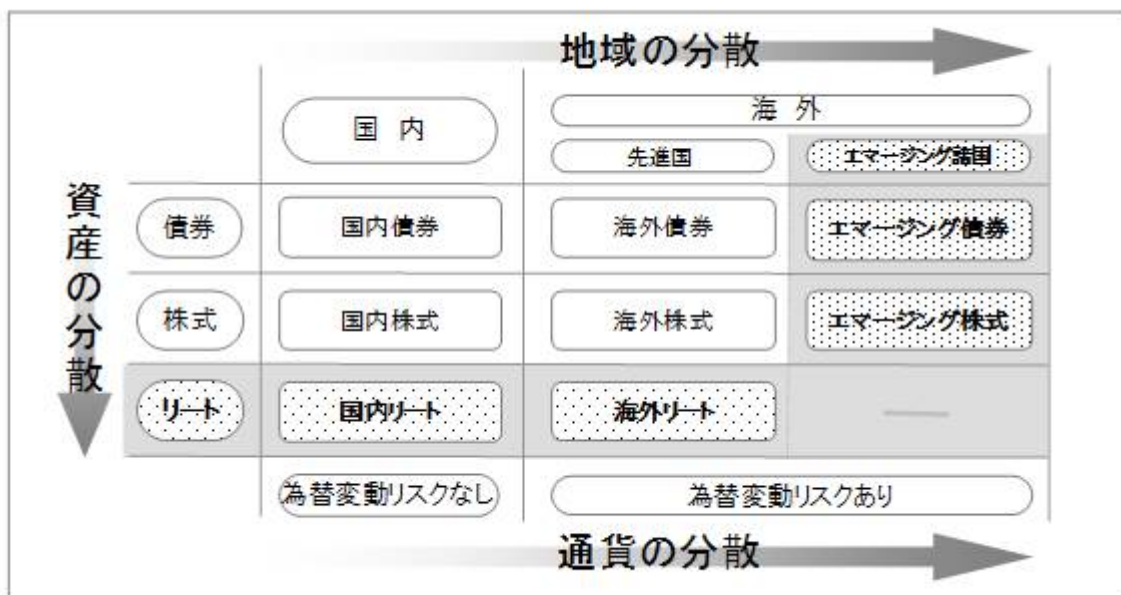 地域の分散
国内
海外
先進国
エマージング諸国
資産の分散
債券
国内債券
海外債券
エマージング債券
株式
国内株式
海外株式
エマージング株式
リート
国内リート
海外リート
為替変動リスクなし
為替変動リスクあり
通貨の分散